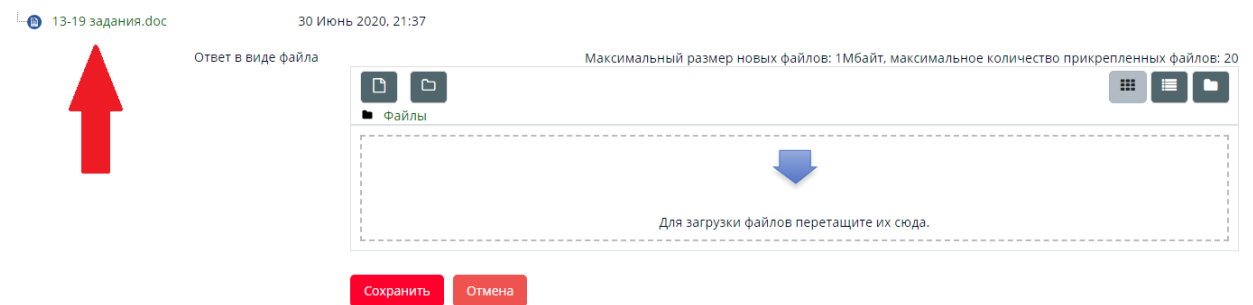 13-19 задания.doc 30 Июнь 2020, 21:37
Ответ в виде файла Максимальный размер новых файлов: 1Мбайт, максимальное количество прикрепленных файлов: 20
Файлы
Для загрузки файлов перетащите их сюда.
Сохранить Отмена